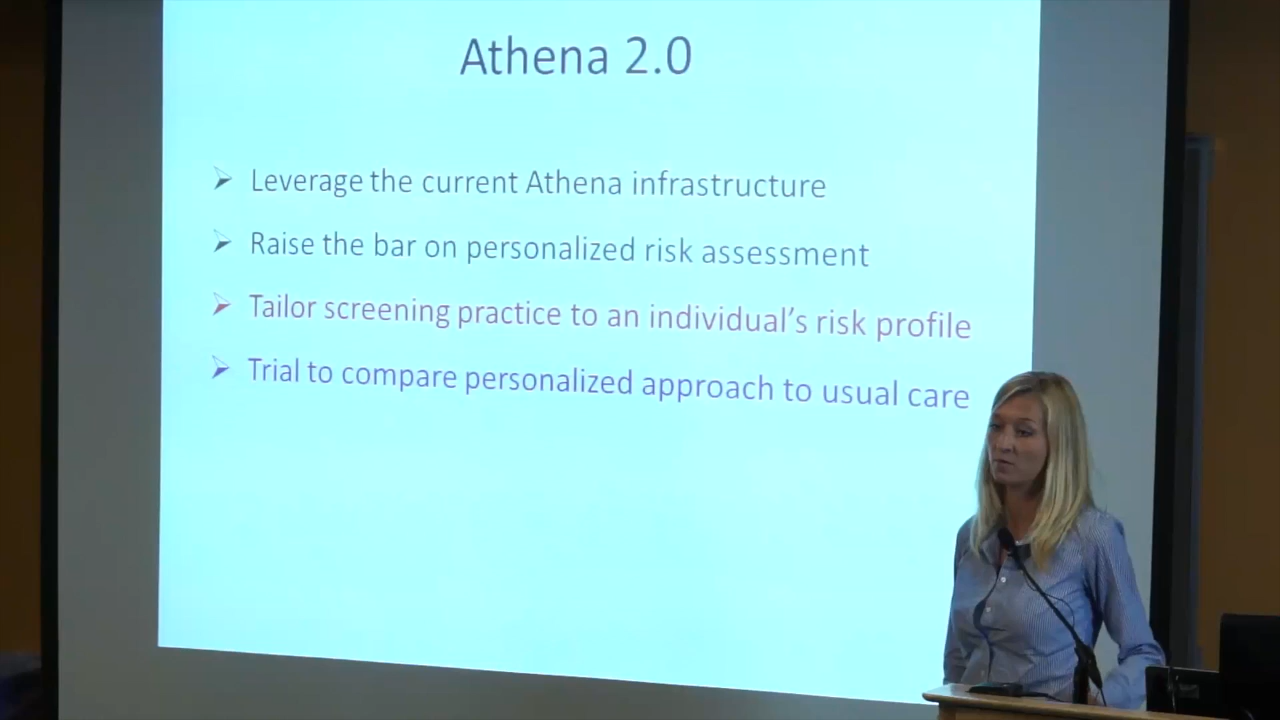 Athena 2.0
Leverage the current Athena infrastructure
Raise the bar on personalized risk assessment
Tailor screening practice to an individual's risk profile
Trial to compare personalized approach to usual care